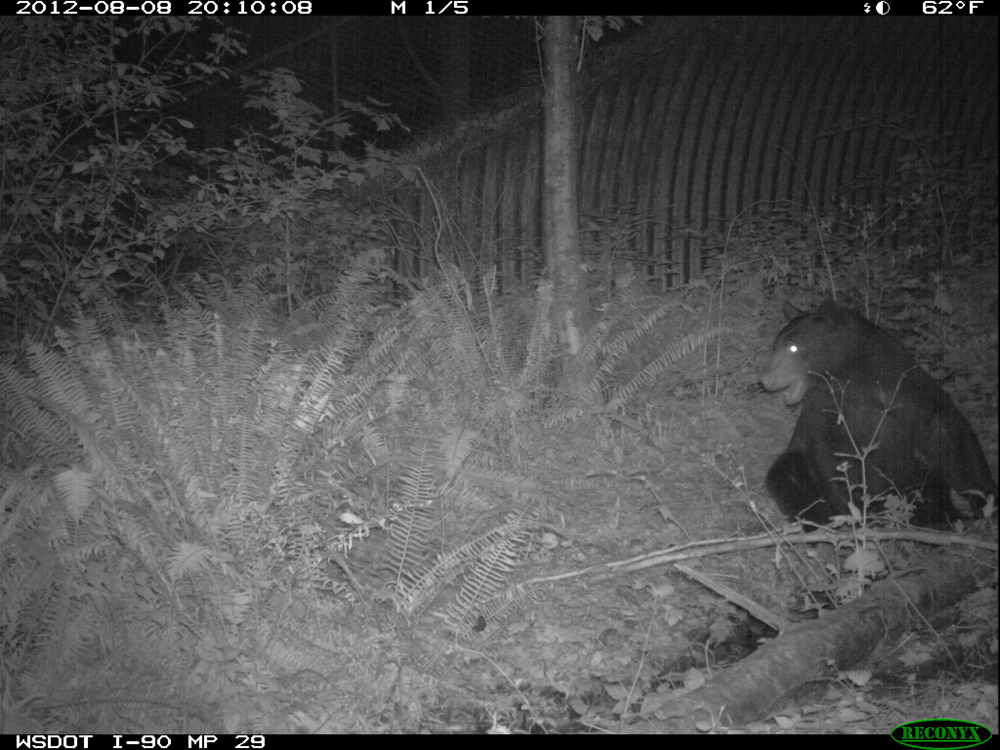 2012-08-08 20:10:08 M 1/5 62°F
WSDOT I-90 MP 29 RECONYX